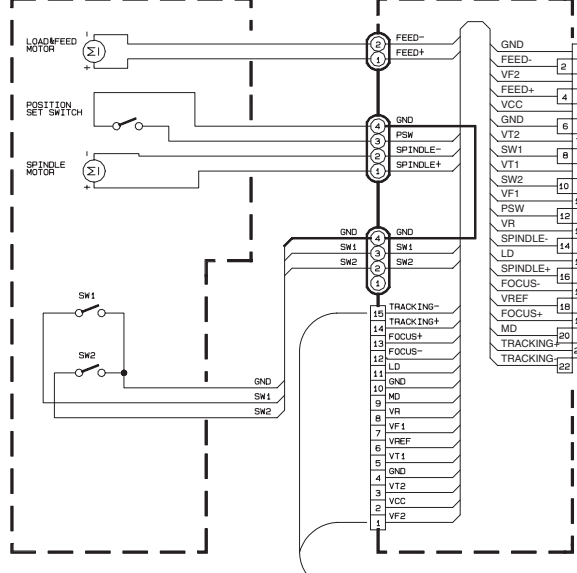 LOAD&FEED
MOTOR
-
+
POSITION
SET SWITCH
SPINDLE
MOTOR
-
+
2 FEED-
1 FEED+
4 GND
3 PSW
2 SPINDLE-
1 SPINDLE+
GND 4 GND
SW1 3 SW1
SW2 2 SW2
1
SW1
SW2
GND
SW1
SW2
15 TRACKING-
14 TRACKING+
13 FOCUS+
12 FOCUS-
11 LD
10 GND
9 MD
8 VR
7 VF1
6 VREF
5 VT1
4 GND
3 VT2
2 VCC
1 VF2
GND
FEED- 2
VF2
FEED+ 4
VCC
GND 6
VT2
SW1 8
VT1
SW2 10
VF1
PSW 12
VR
SPINDLE- 14
LD
SPINDLE+ 16
FOCUS-
VREF 18
FOCUS+
MD 20
TRACKING+
TRACKING- 22